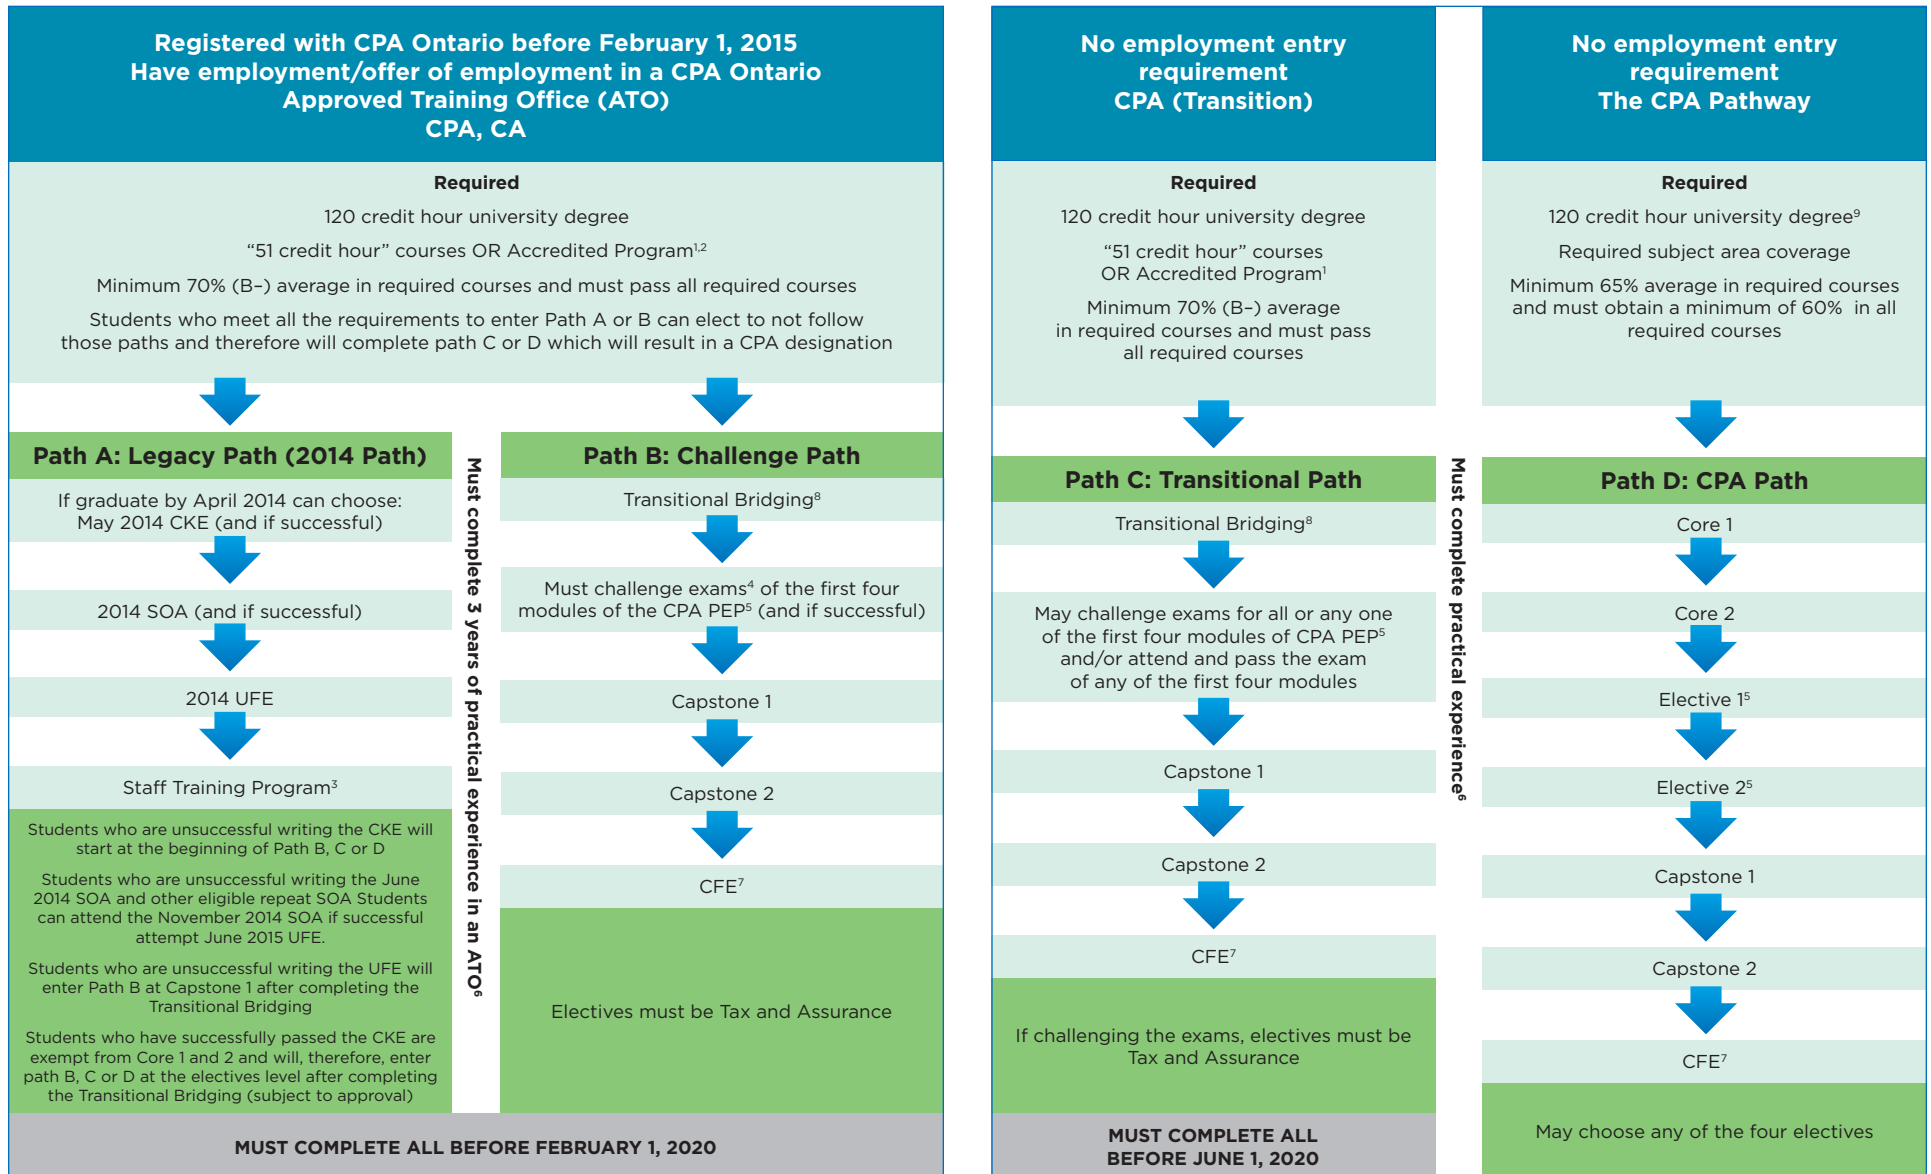 Registered with CPA Ontario before February 1, 2015
Have employment/offer of employment in a CPA Ontario
Approved Training Office (ATO)
CPA, CA
Required
120 credit hour university degree
“51 credit hour” courses OR Accredited Program1,2
Minimum 70% (B–) average in required courses and must pass all required courses
Students who meet all the requirements to enter Path A or B can elect to not follow
those paths and therefore will complete path C or D which will result in a CPA designation
Path A: Legacy Path (2014 Path)
If graduate by April 2014 can choose:
May 2014 CKE (and if successful)
2014 SOA (and if successful)
2014 UFE
Staff Training Program3
Students who are unsuccessful writing the CKE will
start at the beginning of Path B, C or D
Students who are unsuccessful writing the June
2014 SOA and other eligible repeat SOA Students
can attend the November 2014 SOA if successful
attempt June 2015 UFE.
Students who are unsuccessful writing the UFE will
enter Path B at Capstone 1 after completing the
Transitional Bridging
Students who have successfully passed the CKE are
exempt from Core 1 and 2 and will, therefore, enter
path B, C or D at the electives level after completing
the Transitional Bridging (subject to approval)
Must complete 3 years of practical experience in an ATO6
Path B: Challenge Path
Transitional Bridging8
Must challenge exams4 of the first four
modules of the CPA PEP5 (and if successful)
Capstone 1
Capstone 2
CFE7
Electives must be Tax and Assurance
MUST COMPLETE ALL BEFORE FEBRUARY 1, 2020
No employment entry
requirement
CPA (Transition)
Required
120 credit hour university degree
“51 credit hour” courses
OR Accredited Program1
Minimum 70% (B–) average
in required courses and must pass
all required courses
Path C: Transitional Path
Transitional Bridging8
May challenge exams for all or any one
of the first four modules of CPA PEP5
and/or attend and pass the exam
of any of the first four modules
Capstone 1
Capstone 2
CFE7
If challenging the exams, electives must be
Tax and Assurance
MUST COMPLETE ALL
BEFORE JUNE 1, 2020
Must complete practical experience6
No employment entry
requirement
The CPA Pathway
Required
120 credit hour university degree9
Required subject area coverage
Minimum 65% average in required courses
and must obtain a minimum of 60% in all
required courses
Path D: CPA Path
Core 1
Core 2
Elective 15
Elective 25
Capstone 1
Capstone 2
CFE7
May choose any of the four electives